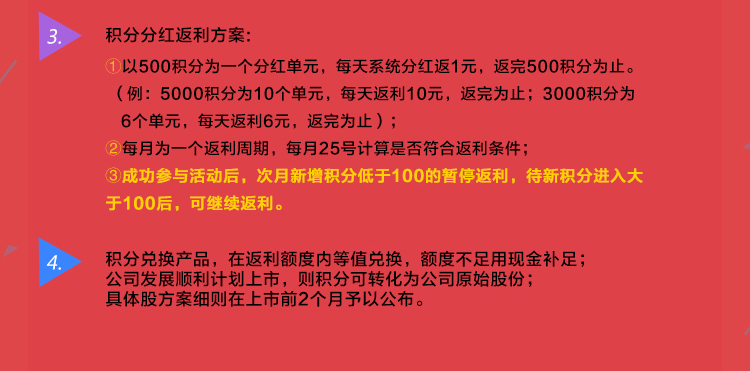 3.
积分分红返利方案：
①以500积分为一个分红单元，每天系统分红返1元，返完500积分为止。
（例：5000积分为10个单元，每天返利10元，返完为止；3000积分为
6个单元，每天返利6元，返完为止）；
②每月为一个返利周期，每月25号计算是否符合返利条件；
③成功参与活动后，次月新增积分低于100的暂停返利，待新积分进入大
于100后，可继续返利。
4.
积分兑换产品，在返利额度内等值兑换，额度不足用现金补足；
公司发展顺利计划上市，则积分可转化为公司原始股份；
具体股方案细则在上市前2个月予以公布。